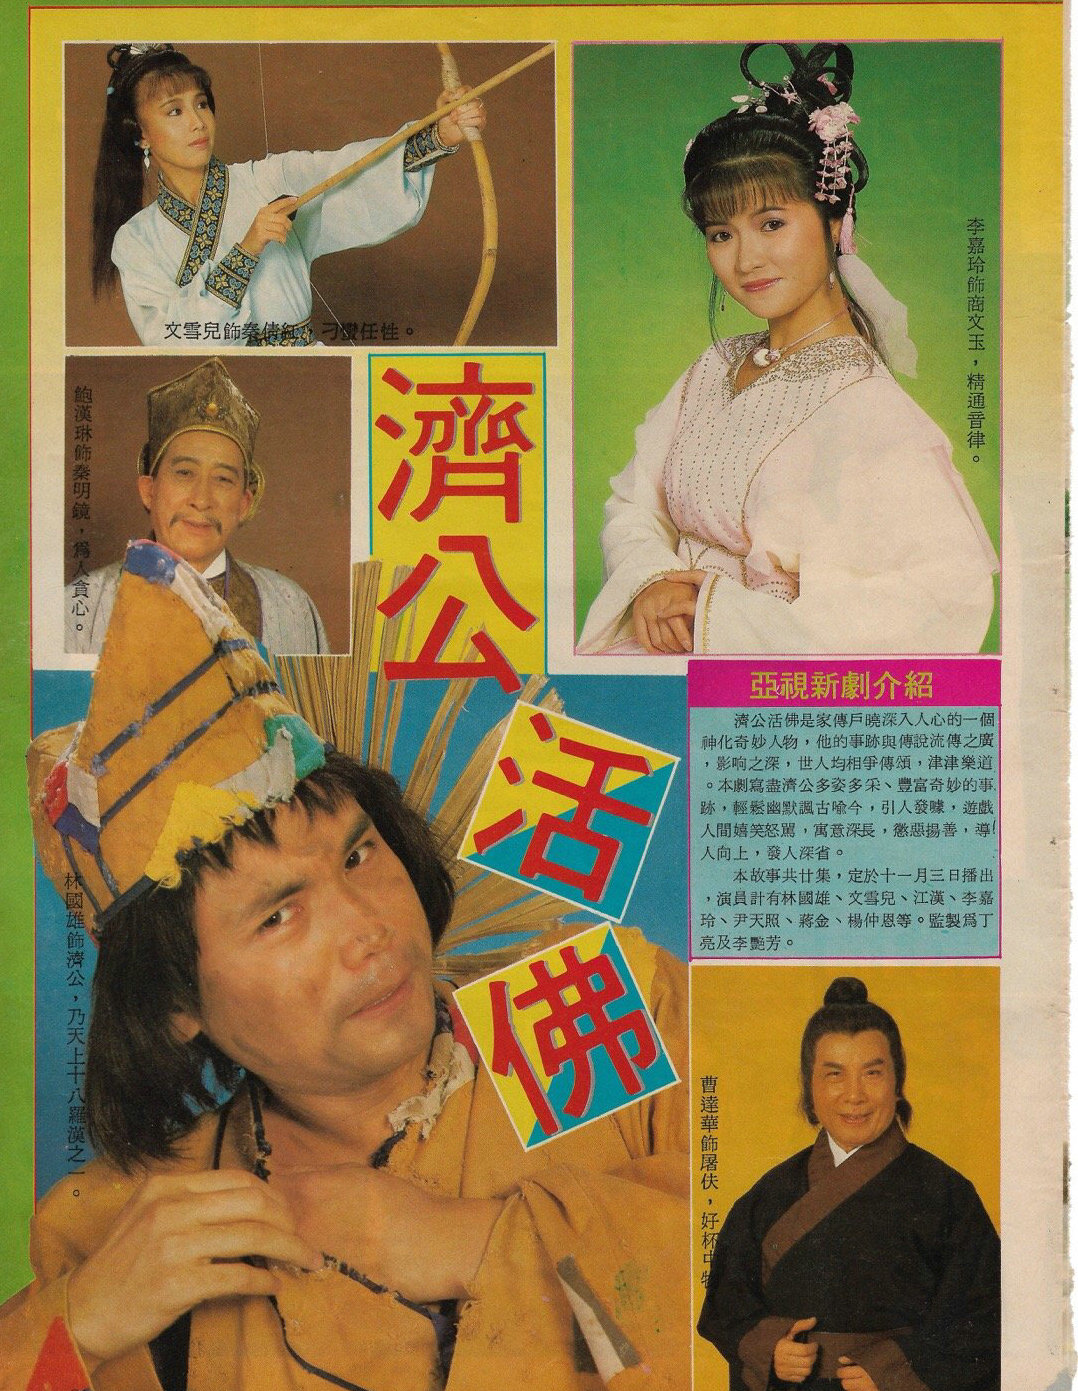 文雪兒飾秦倩紅，刁蠻任性。
李嘉玲飾商文玉，精通音律。
鮑漢琳飾秦明鏡，爲人貪心。
濟公活佛
亞視新劇介紹
濟公活佛是家傳戶曉深入人心的一個
神化奇妙人物，他的事跡與傳說流傳之廣
，影响之深，世人均相爭傳頌，津津樂道
。本劇寫盡濟公多姿多采、豐富奇妙的事
跡，輕鬆幽默諷古喻今，引人發噱，遊戲
人間嬉笑怒駡，寓意深長，懲惡揚善，導
人向上，發人深省。
本故事共廿集，定於十一月三日播出
，演員計有林國雄、文雪兒、江漢、李嘉
玲、尹天照、蔣金、楊仲恩等。監製爲丁
亮及李艷芳。
林國雄飾濟公，乃天上十八羅漢之一。
曹達華飾屠伕，好杯中物